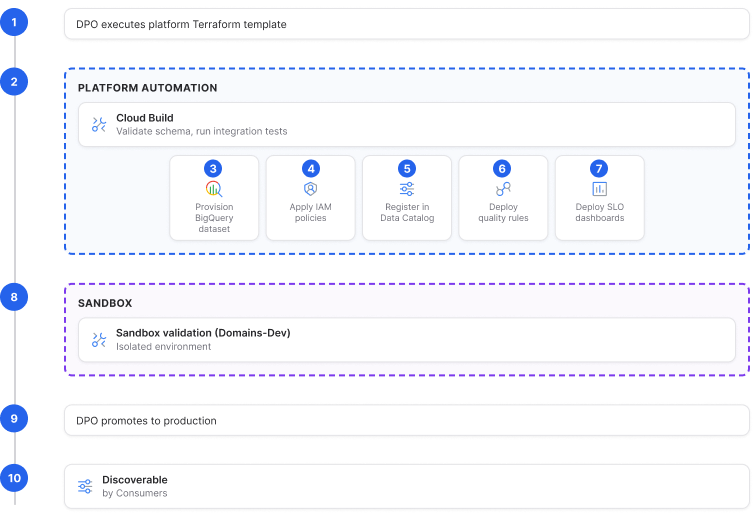 1
DPO executes platform Terraform template
2
PLATFORM AUTOMATION
Cloud Build
Validate schema, run integration tests
3
Provision
BigQuery
dataset
4
Apply IAM
policies
5
Register in
Data Catalog
6
Deploy
quality rules
7
Deploy SLO
dashboards
8
SANDBOX
Sandbox validation (Domains-Dev)
Isolated environment
9
DPO promotes to production
10
Discoverable
by Consumers